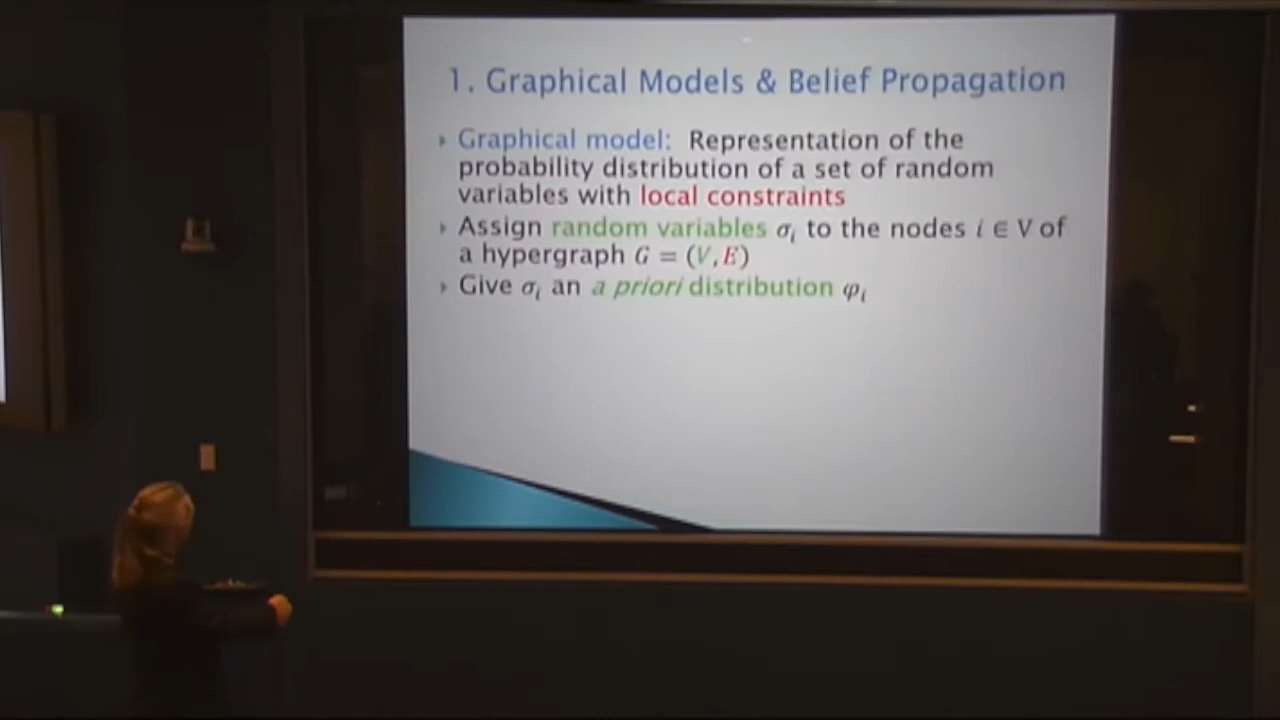 1. Graphical Models & Belief Propagation
Graphical model: Representation of the
probability distribution of a set of random
variables with local constraints
Assign random variables σᵢ to the nodes i ∈ V of
a hypergraph G = (V,E)
Give σᵢ an a priori distribution φᵢ